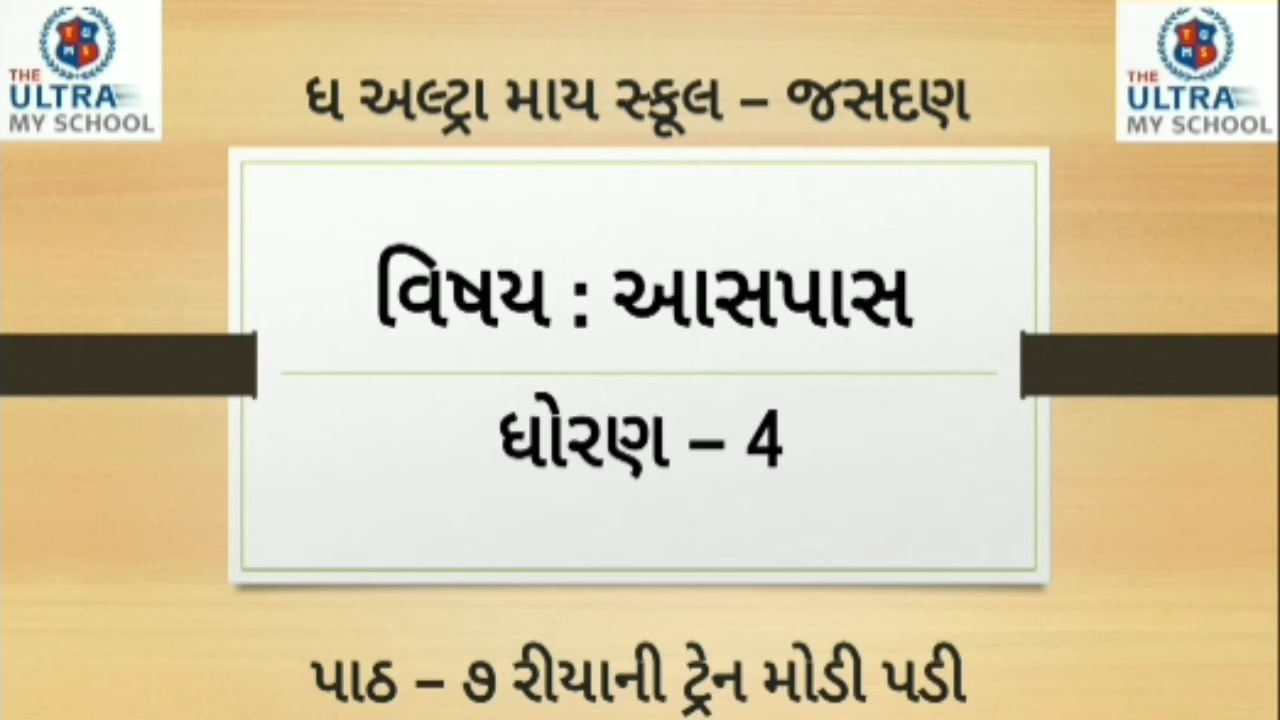 THE
ULTRA
MY SCHOOL
T U
M S
THE
ULTRA
MY SCHOOL
T U
M S
ધ અલ્ટ્રા માય સ્કૂલ – જસદણ
વિષય : આસપાસ
ધોરણ – 4
પાઠ – ૭ રીયાની ટ્રેન મોડી પડી